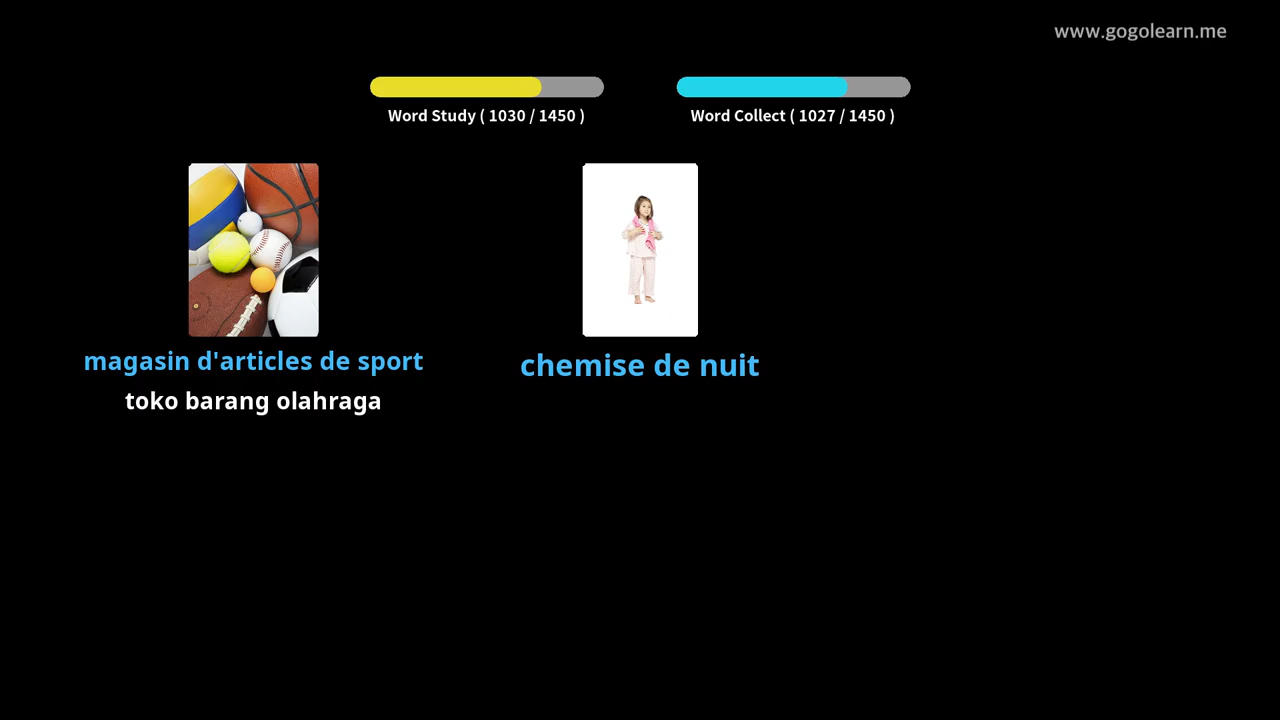 www.gogolearn.me
Word Study ( 1030 / 1450 )
Word Collect ( 1027 / 1450 )
magasin d'articles de sport
toko barang olahraga
chemise de nuit